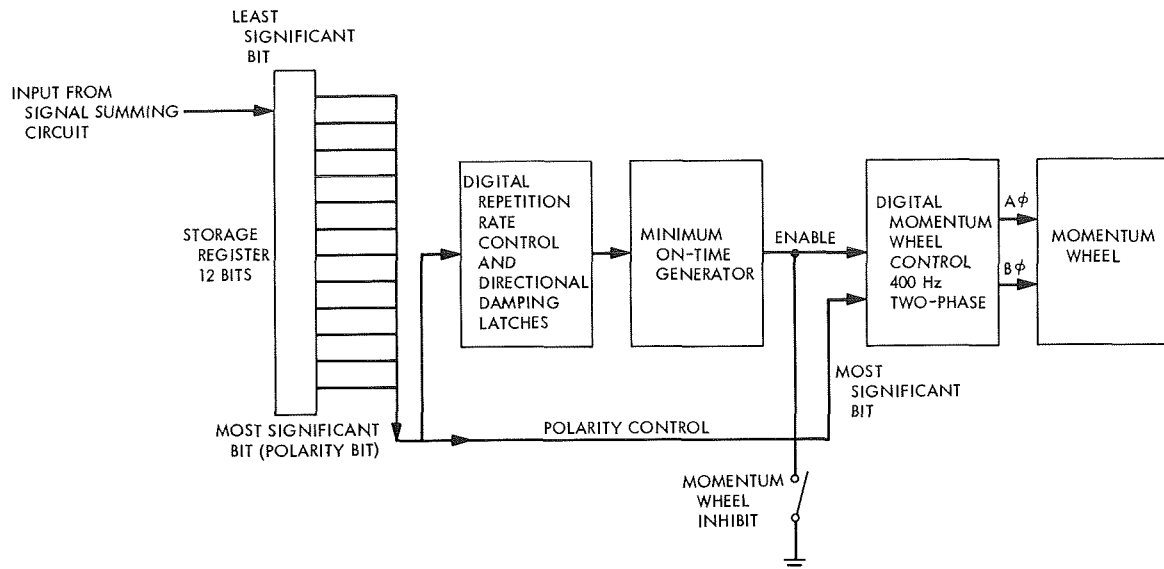 LEAST
SIGNIFICANT
BIT
INPUT FROM
SIGNAL SUMMING
CIRCUIT
STORAGE
REGISTER
12 BITS
MOST SIGNIFICANT
BIT (POLARITY BIT)
DIGITAL
REPETITION
RATE
CONTROL
AND
DIRECTIONAL
DAMPING
LATCHES
MINIMUM
ON-TIME
GENERATOR
ENABLE
DIGITAL
MOMENTUM
WHEEL
CONTROL
400 Hz
TWO-PHASE
Aϕ
Bϕ
MOMENTUM
WHEEL
MOST
SIGNIFICANT
BIT
POLARITY CONTROL
MOMENTUM
WHEEL
INHIBIT